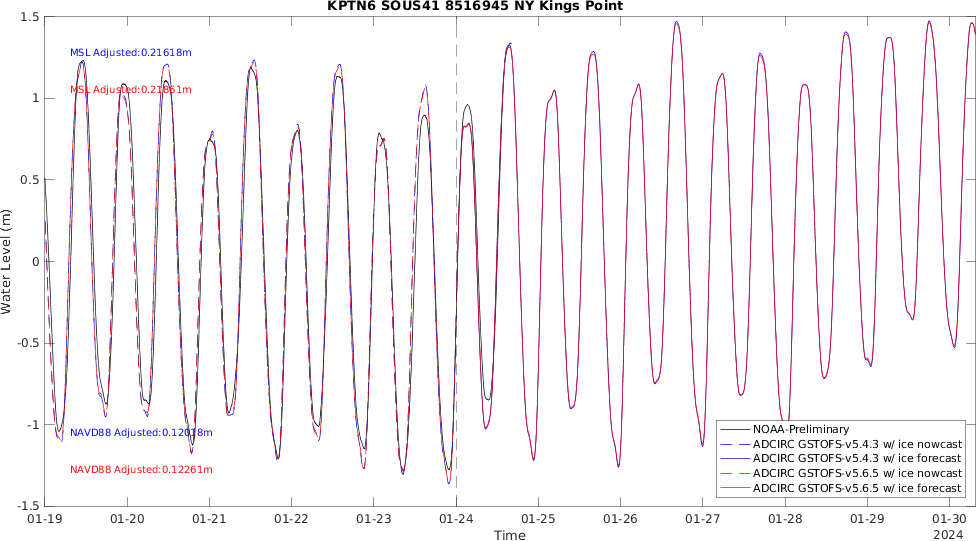 KPTN6 SOUS41 8516945 NY Kings Point
1.5
1
0.5
0
-0.5
-1
-1.5
Water Level (m)
MSL Adjusted:0.21618m
MSL Adjusted:0.21861m
NAVD88 Adjusted:0.12018m
NAVD88 Adjusted:0.12261m
NOAA-Preliminary
ADCIRC GSTOFS-v5.4.3 w/ ice nowcast
ADCIRC GSTOFS-v5.4.3 w/ ice forecast
ADCIRC GSTOFS-v5.6.5 w/ ice nowcast
ADCIRC GSTOFS-v5.6.5 w/ ice forecast
01-19 01-20 01-21 01-22 01-23 01-24 01-25 01-26 01-27 01-28 01-29 01-30
Time
2024